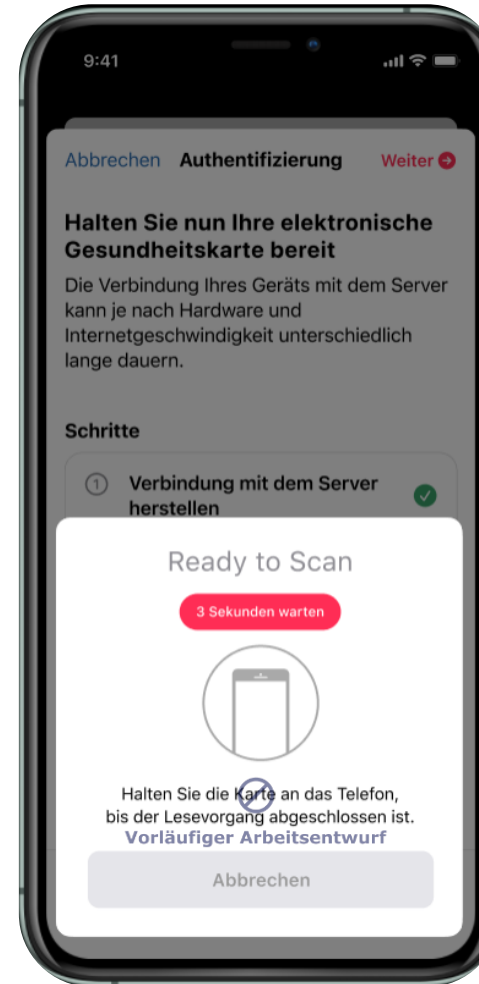 9:41
Abbrechen Authentifizierung Weiter
Halten Sie nun Ihre elektronische
Gesundheitskarte bereit
Die Verbindung Ihres Geräts mit dem Server
kann je nach Hardware und
Internetgeschwindigkeit unterschiedlich
lange dauern.
Schritte
1 Verbindung mit dem Server
herstellen
Ready to Scan
3 Sekunden warten
Halten Sie die Karte an das Telefon,
bis der Lesevorgang abgeschlossen ist.
Vorläufiger Arbeitsentwurf
Abbrechen